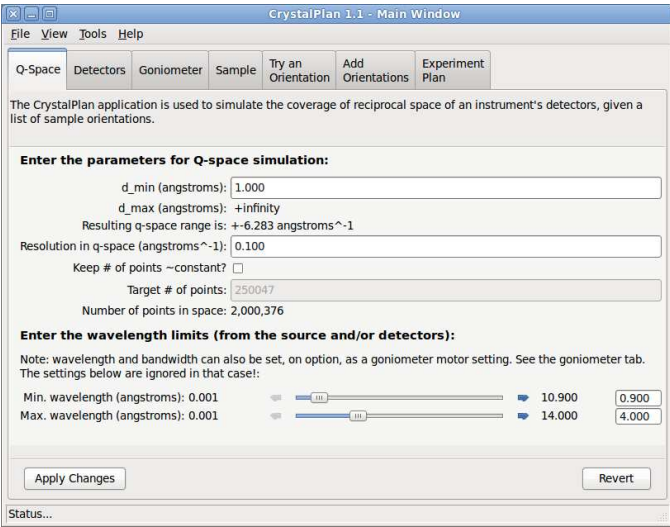 CrystalPlan 1.1 - Main Window
File View Tools Help
Q-Space Detectors Goniometer Sample Try an Orientation Add Orientations Experiment Plan
The CrystalPlan application is used to simulate the coverage of reciprocal space of an instrument's detectors, given a
list of sample orientations.
Enter the parameters for Q-space simulation:
d_min (angstroms): 1.000
d_max (angstroms): +infinity
Resulting q-space range is: +-6.283 angstroms^-1
Resolution in q-space (angstroms^-1): 0.100
Keep # of points ~constant?
Target # of points: 250047
Number of points in space: 2,000,376
Enter the wavelength limits (from the source and/or detectors):
Note: wavelength and bandwidth can also be set, on option, as a goniometer motor setting. See the goniometer tab.
The settings below are ignored in that case!:
Min. wavelength (angstroms): 0.001 10.900 0.900
Max. wavelength (angstroms): 0.001 14.000 4.000
Apply Changes Revert
Status...